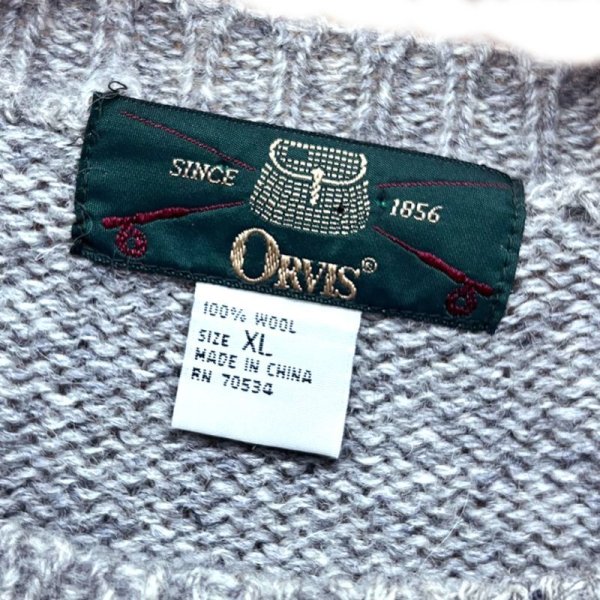 SINCE 1856
ORVIS®
100% WOOL
SIZE XL
MADE IN CHINA
RN 70534